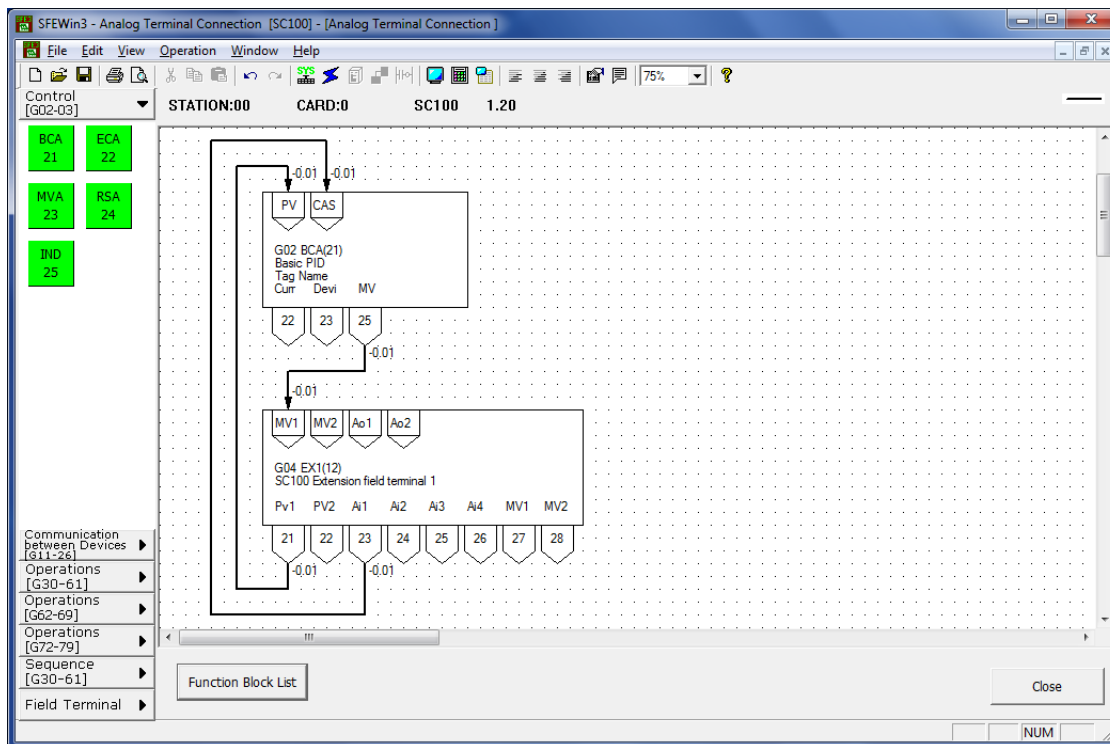 SFEWin3 - Analog Terminal Connection [SC100] - [Analog Terminal Connection ]
File Edit View Operation Window Help
SYS
75%
Control
[G02-03]
STATION:00 CARD:0 SC100 1.20
BCA
21
ECA
22
MVA
23
RSA
24
IND
25
-0.01 -0.01
PV CAS
G02 BCA(21)
Basic PID
Tag Name
Curr Devi MV
22 23 25
-0.01
-0.01
MV1 MV2 Ao1 Ao2
G04 EX1(12)
SC100 Extension field terminal 1
Pv1 PV2 Ai1 Ai2 Ai3 Ai4 MV1 MV2
21 22 23 24 25 26 27 28
-0.01 -0.01
Communication
between Devices
[G11-26]
Operations
[G30-61]
Operations
[G62-69]
Operations
[G72-79]
Sequence
[G30-61]
Field Terminal
Function Block List
Close
NUM